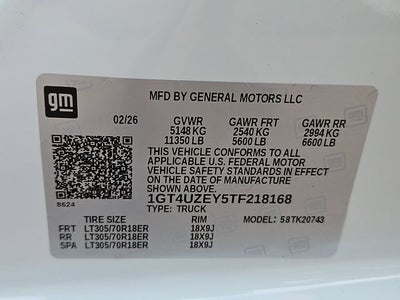 gm
MFD BY GENERAL MOTORS LLC
02/26 GVWR GAWR FRT GAWR RR
5148 KG 2540 KG 2994 KG
11350 LB 5600 LB 6600 LB
THIS VEHICLE CONFORMS TO ALL
APPLICABLE U.S. FEDERAL MOTOR
VEHICLE SAFETY STANDARDS IN EFFECT
ON THE DATE OF MANUFACTURE
SHOWN ABOVE.
8624 1GT4UZEY5TF218168
TYPE: TRUCK
TIRE SIZE RIM MODEL: 58TK20743
FRT LT305/70R18ER 18X9J
RR LT305/70R18ER 18X9J
SPA LT305/70R18ER 18X9J